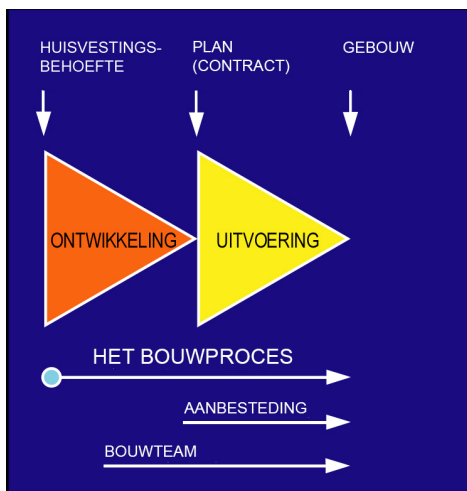 HUISVESTINGS-
BEHOEFTE
PLAN
(CONTRACT)
GEBOUW
ONTWIKKELING
UITVOERING
HET BOUWPROCES
AANBESTEDING
BOUWTEAM